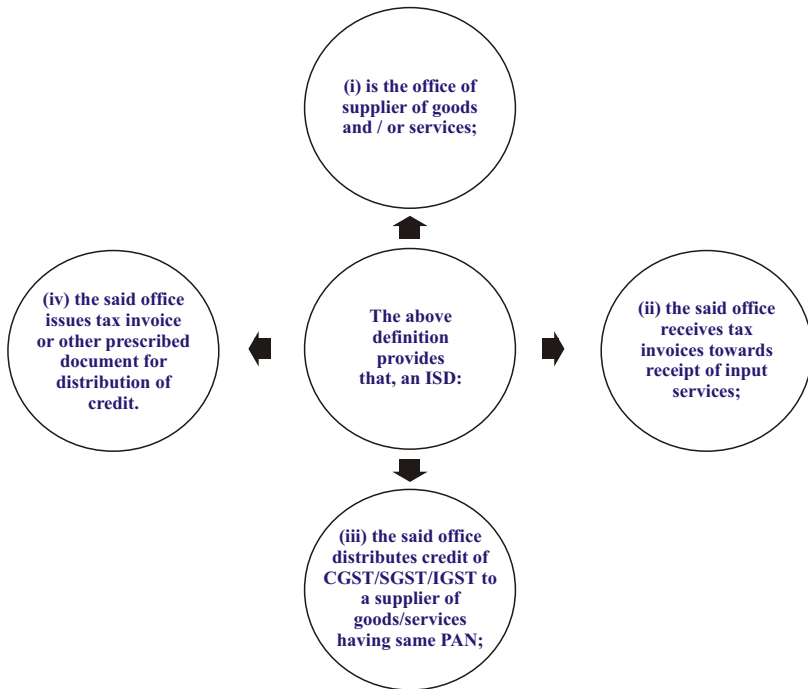 (i) is the office of
supplier of goods
and / or services;
The above
definition
provides
that, an ISD:
(ii) the said office
receives tax
invoices towards
receipt of input
services;
(iii) the said office
distributes credit of
CGST/SGST/IGST to
a supplier of
goods/services
having same PAN;
(iv) the said office
issues tax invoice
or other prescribed
document for
distribution of
credit.